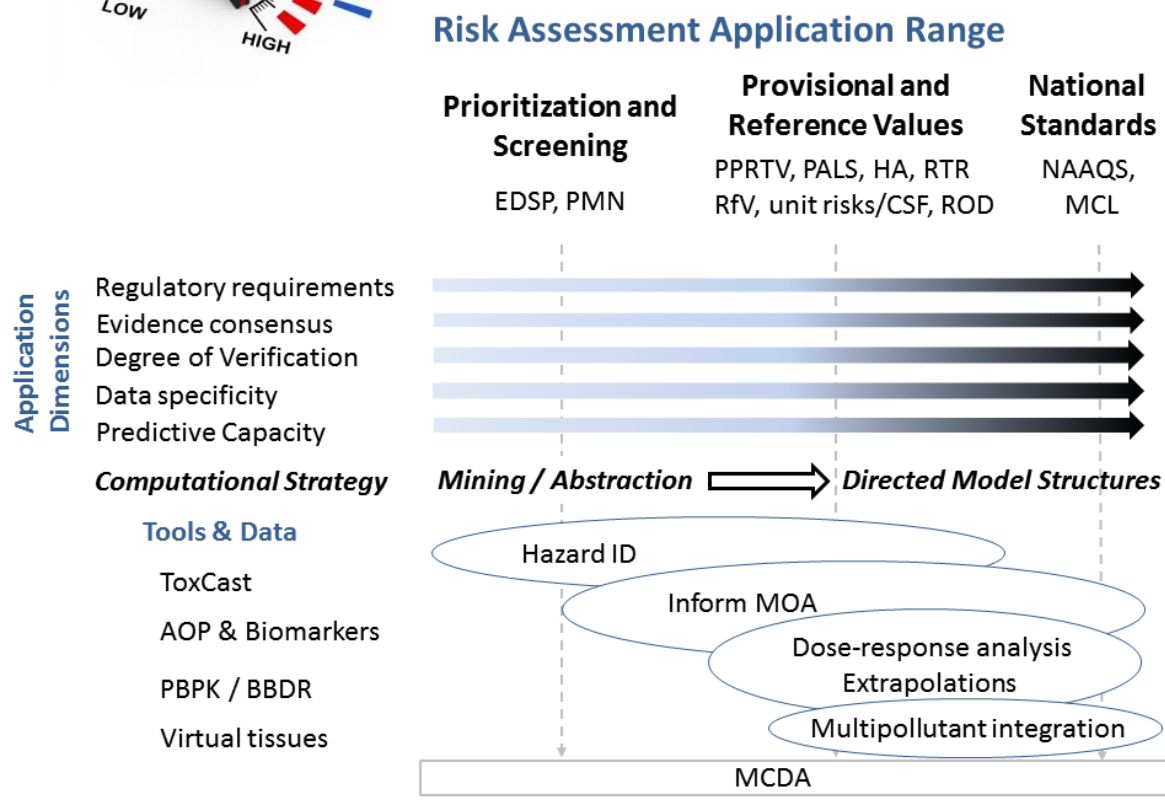 LOW
HIGH
Risk Assessment Application Range
Prioritization and
Screening
EDSP, PMN
Provisional and
Reference Values
PPRTV, PALS, HA, RTR
RfV, unit risks/CSF, ROD
National
Standards
NAAQS,
MCL
Application
Dimensions
Regulatory requirements
Evidence consensus
Degree of Verification
Data specificity
Predictive Capacity
Computational Strategy
Mining / Abstraction
Directed Model Structures
Tools & Data
ToxCast
AOP & Biomarkers
PBPK / BBDR
Virtual tissues
Hazard ID
Inform MOA
Dose-response analysis
Extrapolations
Multipollutant integration
MCDA